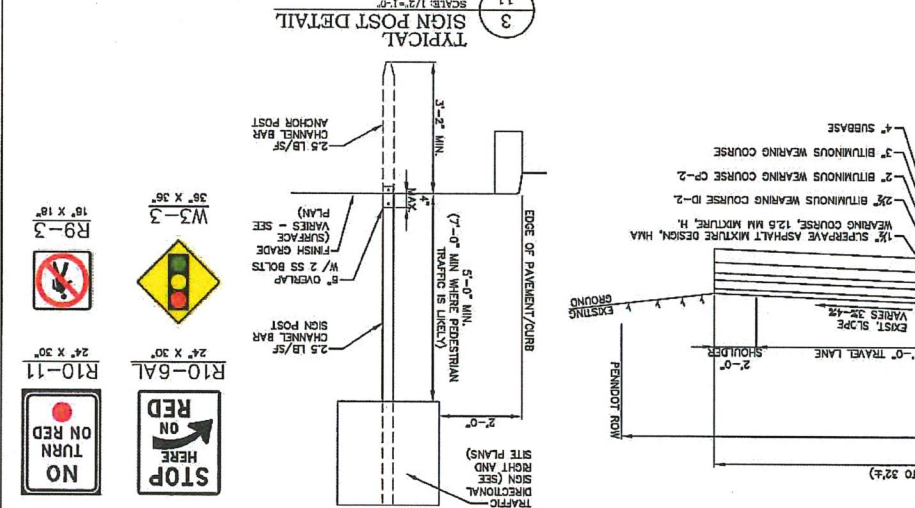 TO 32'±)
PENNDOT ROW
'-0" TRAVEL LANE
2'-0"
SHOULDER
EXIST. SLOPE
VARIES 3%-4%
EXISTING
GROUND
1½" SUPERPAVE ASPHALT MIXTURE DESIGN, HMA
WEARING COURSE, 12.5 MM MIXTURE, H,
2½" BITUMINOUS WEARING COURSE ID-2
2" BITUMINOUS WEARING COURSE CP-2
3" BITUMINOUS WEARING COURSE
4" SUBBASE
TRAFFIC
DIRECTIONAL
SIGN (SEE
RIGHT AND
SITE PLANS)
2'-0"
EDGE OF PAVEMENT/CURB
5'-0" MIN.
(7'-0" MIN WHERE PEDESTRIAN
TRAFFIC IS LIKELY)
2.5 LB/SF
CHANNEL BAR
SIGN POST
OVERLAP
W/ 2 SS BOLTS
FINISH GRADE
(SURFACE
VARIES - SEE
PLAN)
4"
MAX
3'-2" MIN.
2.5 LB/SF
CHANNEL BAR
ANCHOR POST
3
11
TYPICAL
SIGN POST DETAIL
SCALE: 1/2"=1'-0"
STOP
HERE
ON
RED
R10-6AL
24" X 30"
NO
TURN
ON RED
R10-11
24" X 30"
W3-3
36" X 36"
R9-3
18" X 18"